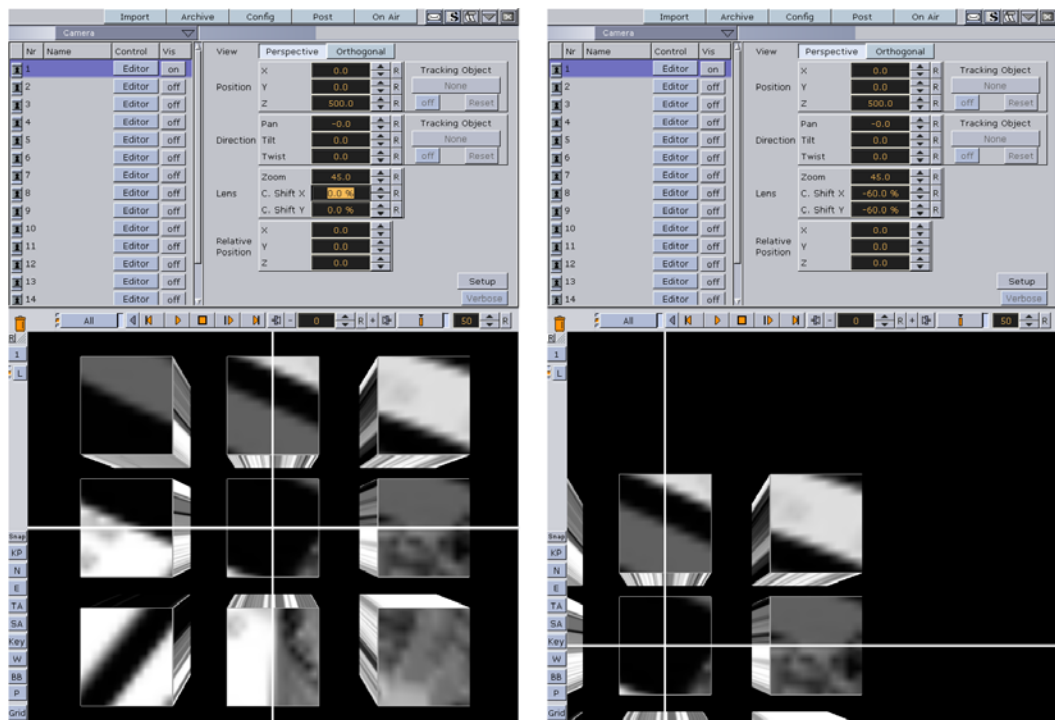 Import Archive Config Post On Air S
Camera
Nr Name Control Vis
1 Editor on
2 Editor off
3 Editor off
4 Editor off
5 Editor off
6 Editor off
7 Editor off
8 Editor off
9 Editor off
10 Editor off
11 Editor off
12 Editor off
13 Editor off
14 Editor off
View Perspective Orthogonal
Position
X 0.0 R
Y 0.0 R
Z 500.0 R
Tracking Object
None
off Reset
Direction
Pan -0.0 R
Tilt 0.0 R
Twist 0.0 R
Tracking Object
None
off Reset
Lens
Zoom 45.0 R
C. Shift X 0.0 % R
C. Shift Y 0.0 % R
Relative
Position
X 0.0
Y 0.0
Z 0.0
Setup
Verbose
All - 0 R + 50 R
R
1
L
Snap
KP
N
E
TA
SA
Key
W
BB
P
Grid
Import Archive Config Post On Air S
Camera
Nr Name Control Vis
1 Editor on
2 Editor off
3 Editor off
4 Editor off
5 Editor off
6 Editor off
7 Editor off
8 Editor off
9 Editor off
10 Editor off
11 Editor off
12 Editor off
13 Editor off
14 Editor off
View Perspective Orthogonal
Position
X 0.0 R
Y 0.0 R
Z 500.0 R
Tracking Object
None
off Reset
Direction
Pan -0.0 R
Tilt 0.0 R
Twist 0.0 R
Tracking Object
None
off Reset
Lens
Zoom 45.0 R
C. Shift X -60.0 % R
C. Shift Y -60.0 % R
Relative
Position
X 0.0
Y 0.0
Z 0.0
Setup
Verbose
All - 0 R + 50 R
R
1
L
Snap
KP
N
E
TA
SA
Key
W
BB
P
Grid